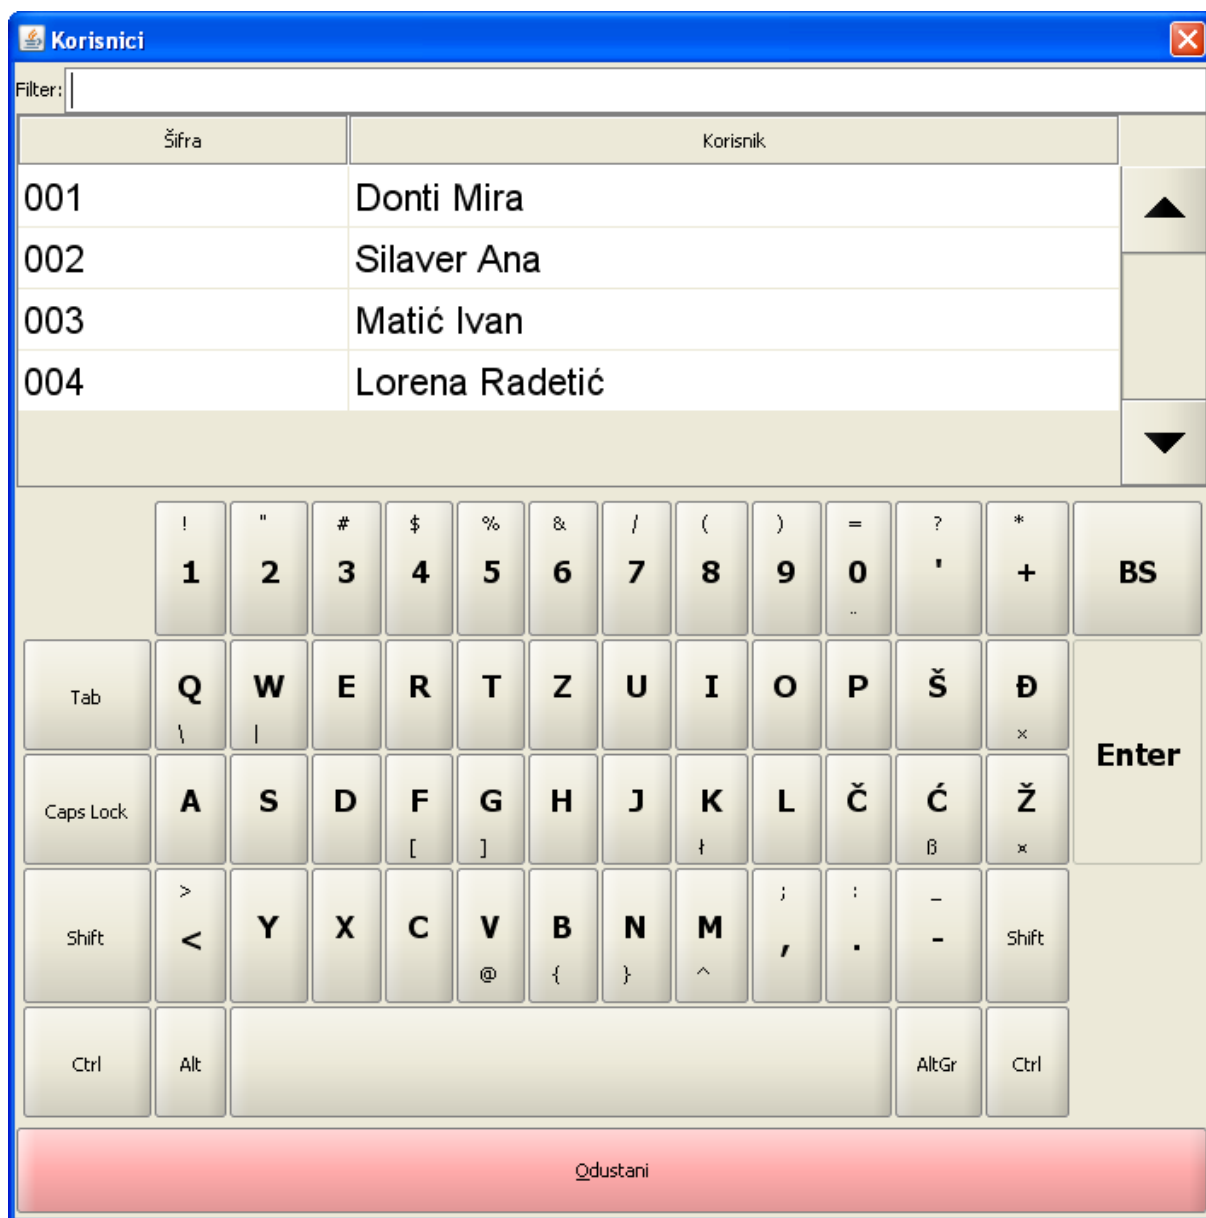 Korisnici
Filter:
Šifra Korisnik
001 Donti Mira
002 Silaver Ana
003 Matić Ivan
004 Lorena Radetić
! " # $ % & / ( ) = ? *
1 2 3 4 5 6 7 8 9 0 ' + BS
¨
Tab Q W E R T Z U I O P Š Đ
\ | ×
Enter
Caps Lock A S D F G H J K L Č Ć Ž
[ ] ł ß ¤
> ; : _
Shift < Y X C V B N M , . - Shift
@ { } ^
Ctrl Alt AltGr Ctrl
Odustani